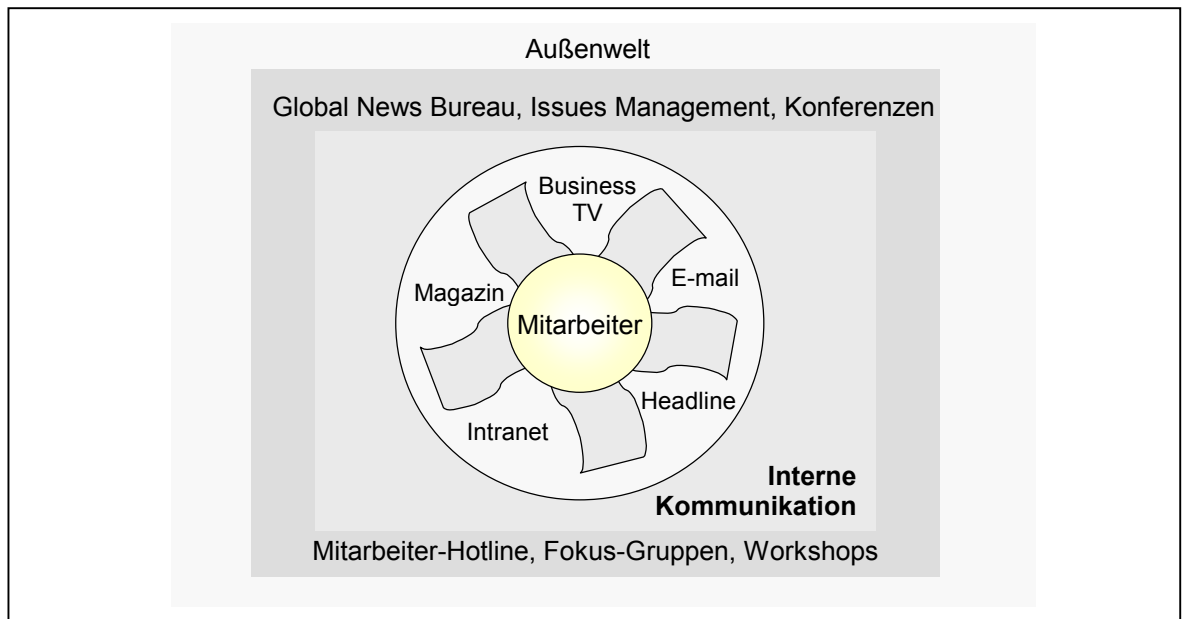 Außenwelt
Global News Bureau, Issues Management, Konferenzen
Business
TV
E-mail
Magazin
Mitarbeiter
Headline
Intranet
Interne
Kommunikation
Mitarbeiter-Hotline, Fokus-Gruppen, Workshops